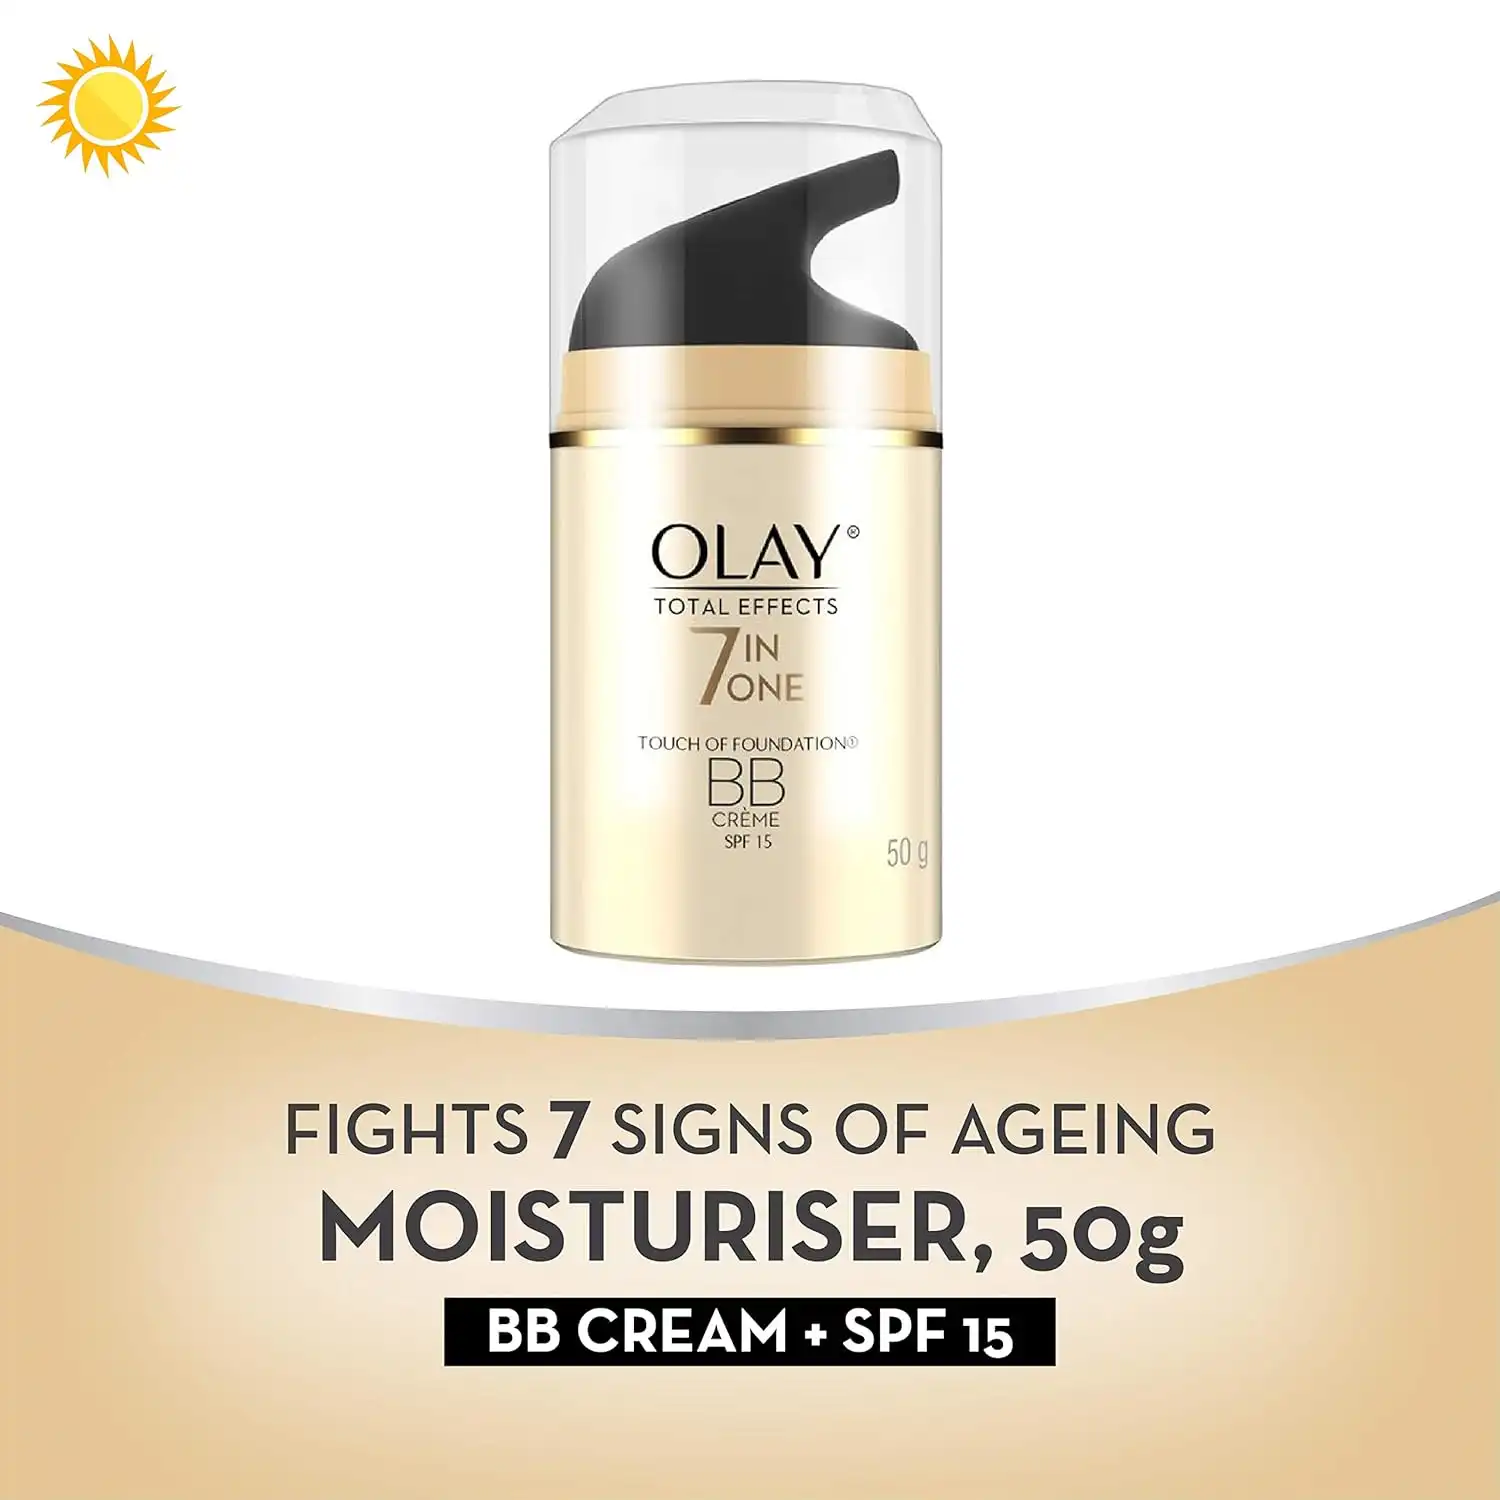 OLAY®
TOTAL EFFECTS
7 IN
ONE
TOUCH OF FOUNDATION①
BB
CRÈME
SPF 15
50 g
FIGHTS 7 SIGNS OF AGEING
MOISTURISER, 50g
BB CREAM + SPF 15